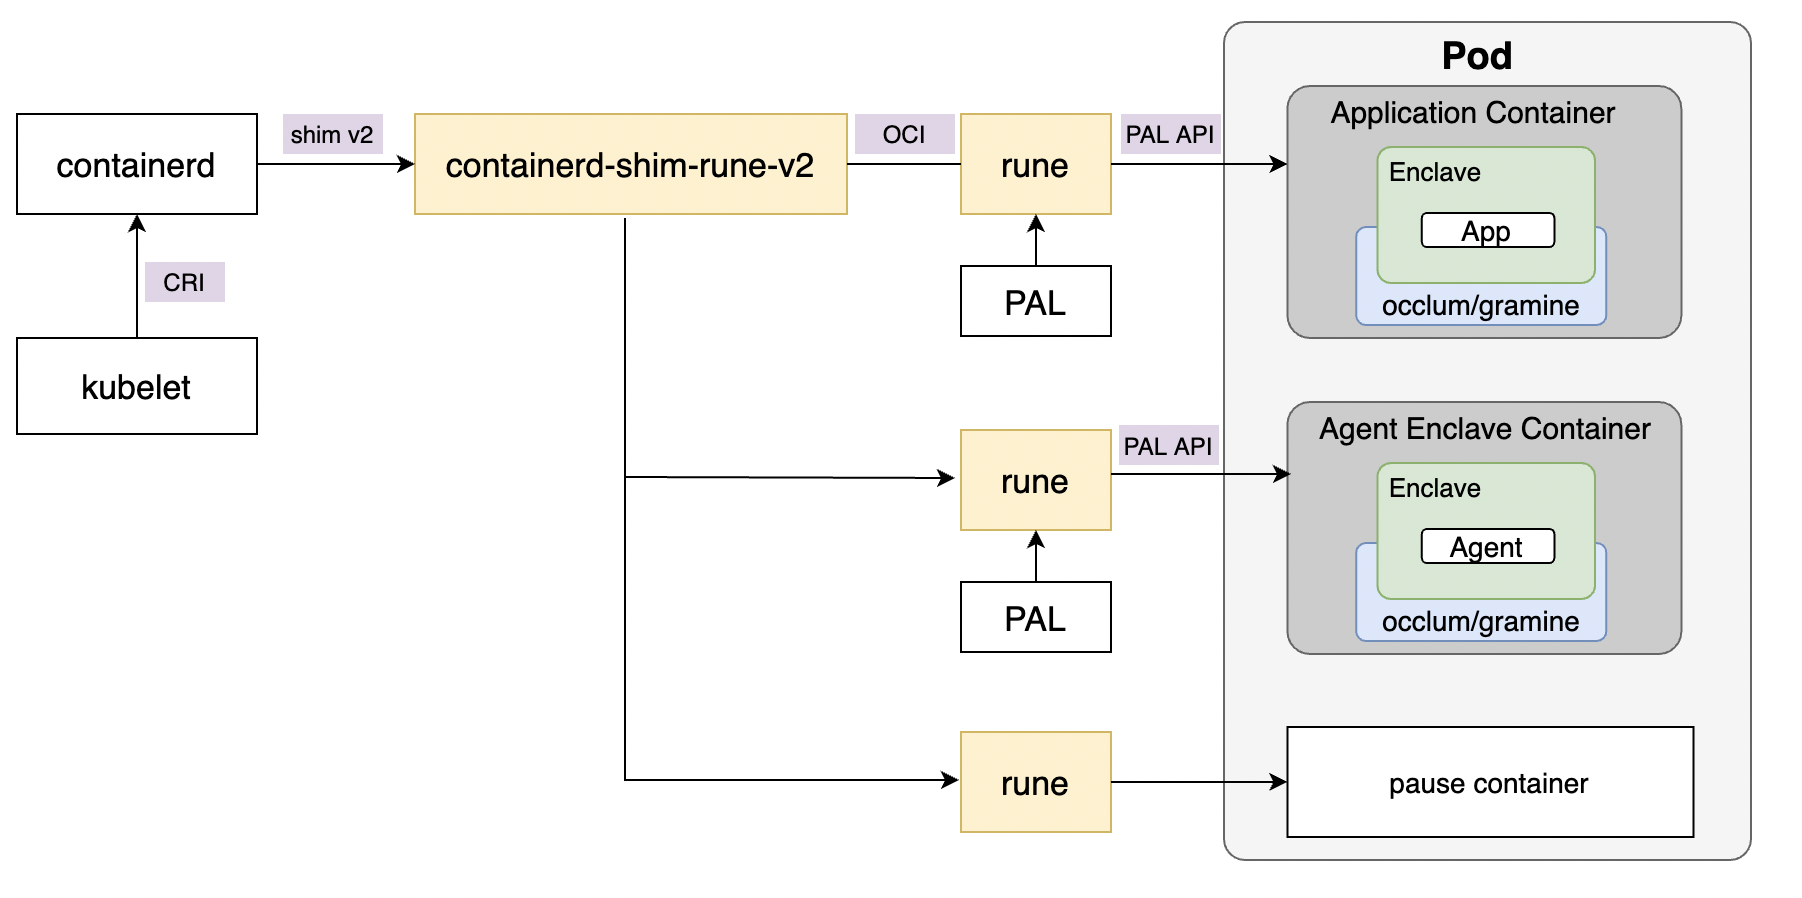 Pod
containerd
shim v2
containerd-shim-rune-v2
OCI
rune
PAL API
Application Container
Enclave
App
occlum/gramine
CRI
PAL
kubelet
rune
PAL API
Agent Enclave Container
Enclave
Agent
occlum/gramine
PAL
rune
pause container